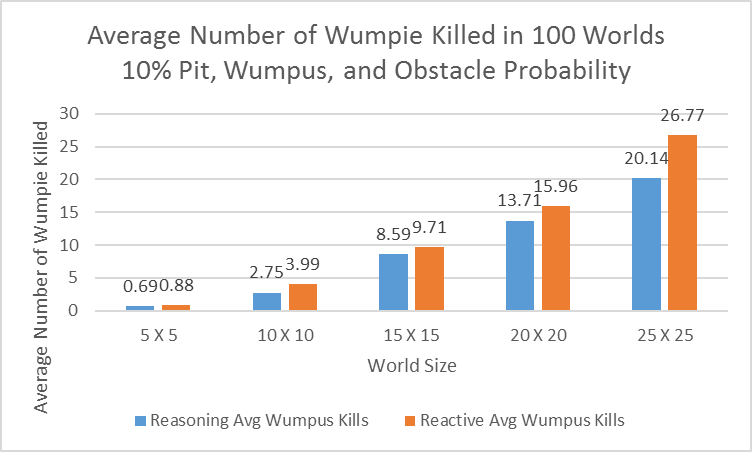 Average Number of Wumpie Killed in 100 Worlds
10% Pit, Wumpus, and Obstacle Probability
Average Number of Wumpie Killed
30
25
20
15
10
5
0
0.69 0.88
2.75 3.99
8.59 9.71
13.71 15.96
20.14 26.77
5 X 5 10 X 10 15 X 15 20 X 20 25 X 25
World Size
Reasoning Avg Wumpus Kills Reactive Avg Wumpus Kills